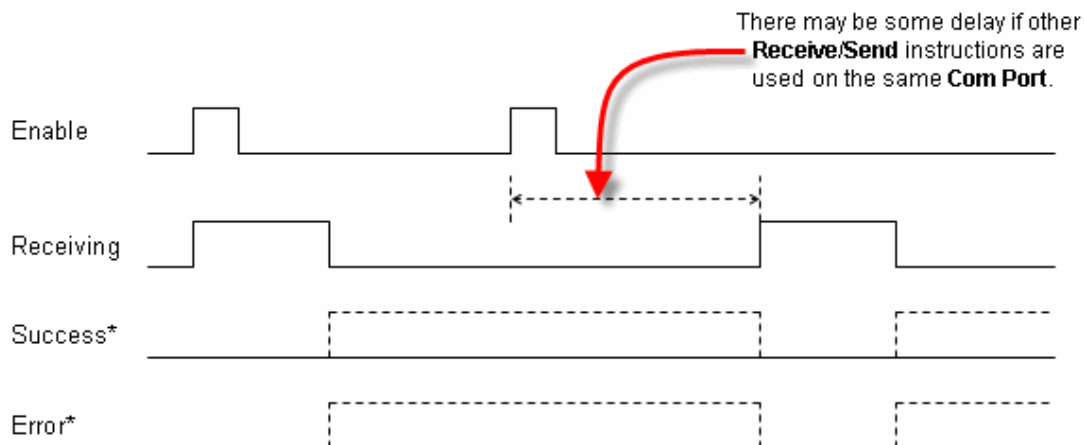 There may be some delay if other
Receive/Send instructions are
used on the same Com Port.
Enable
Receiving
Success*
Error*